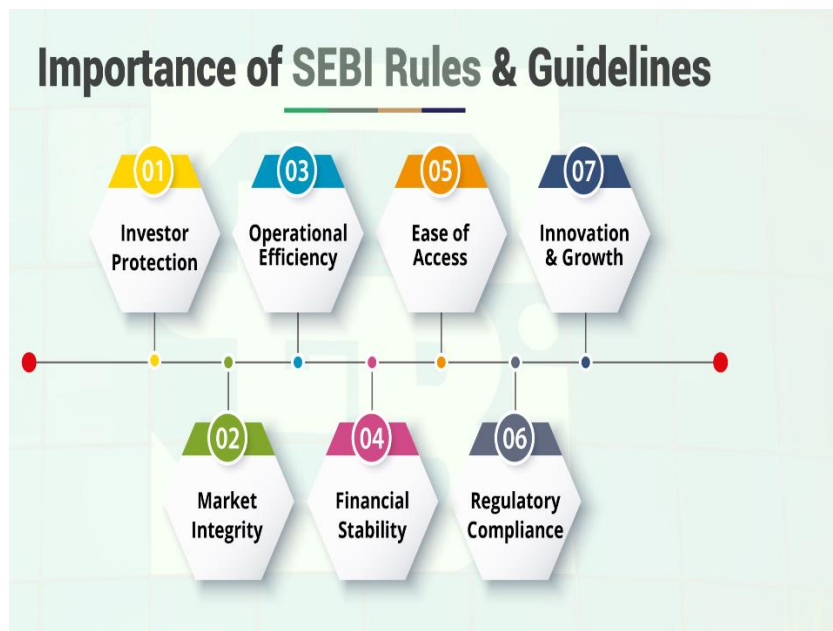 Importance of SEBI Rules & Guidelines
01
Investor
Protection
02
Market
Integrity
03
Operational
Efficiency
04
Financial
Stability
05
Ease of
Access
06
Regulatory
Compliance
07
Innovation
& Growth